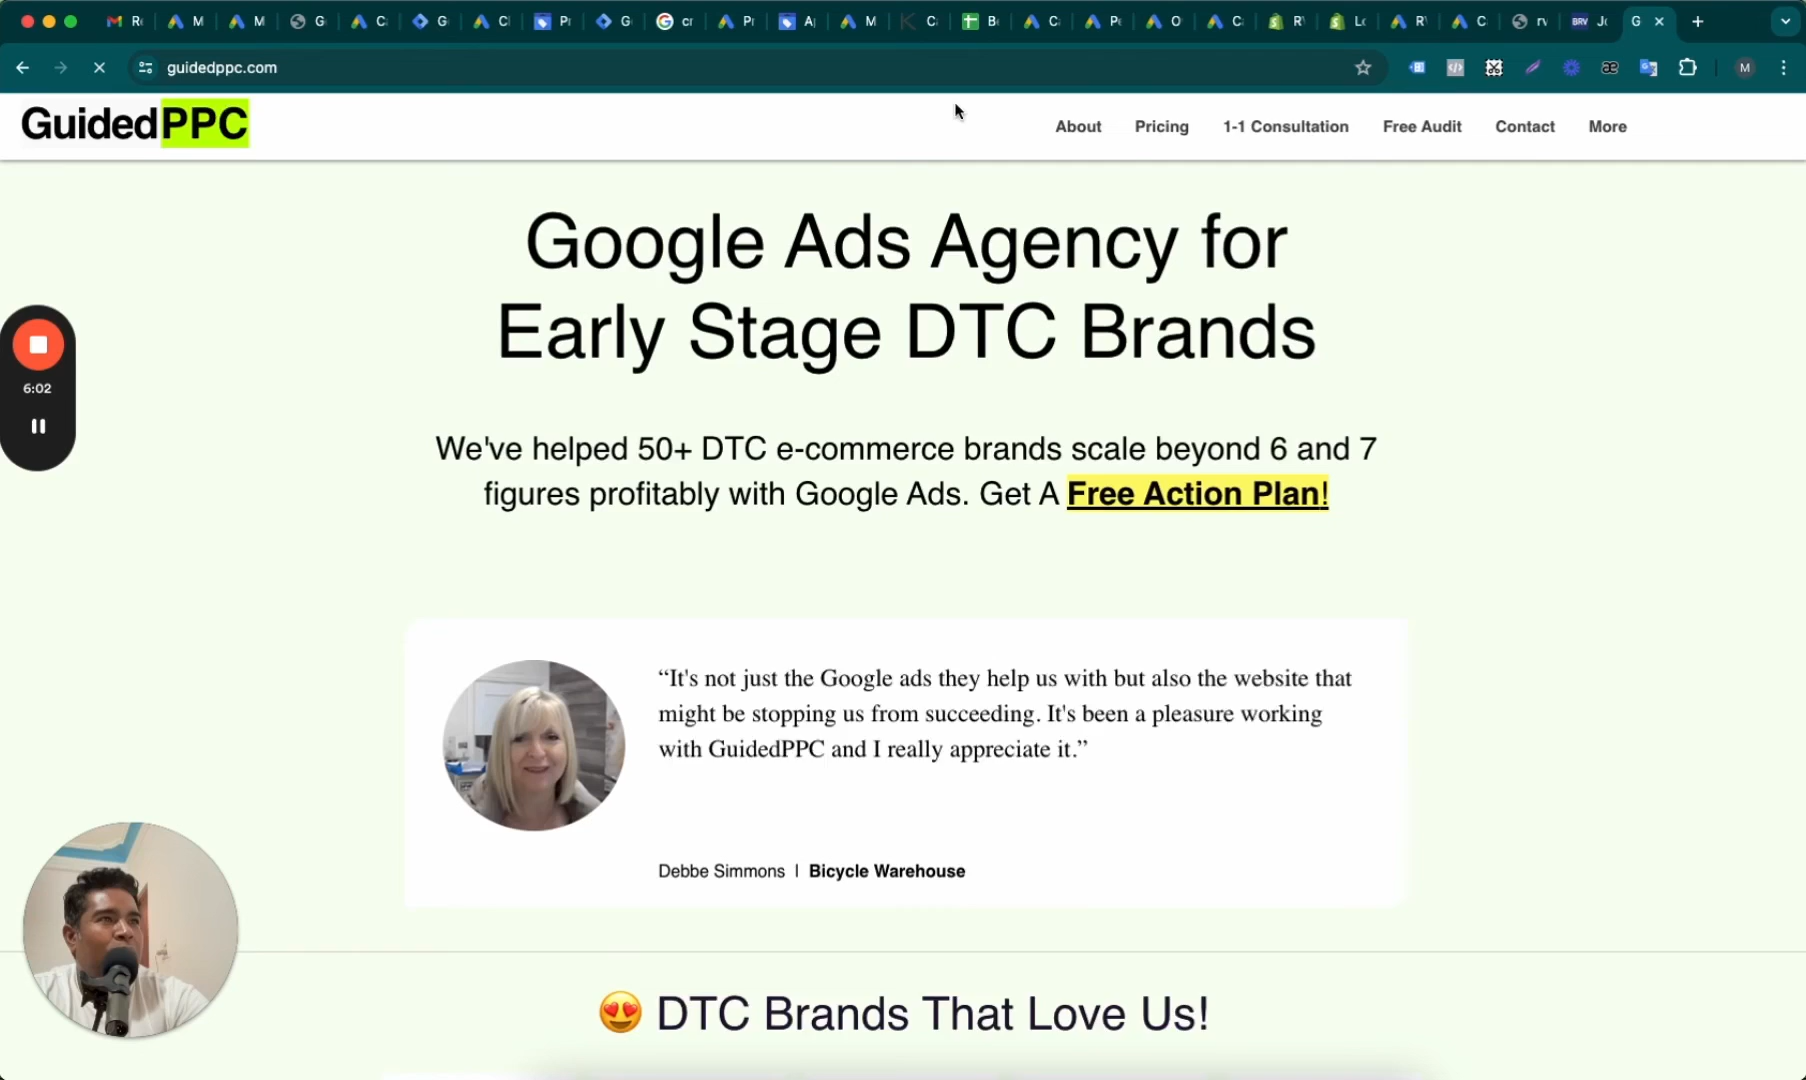 guidedppc.com
M
GuidedPPC
About
Pricing
1-1 Consultation
Free Audit
Contact
More
Google Ads Agency for
Early Stage DTC Brands
We've helped 50+ DTC e-commerce brands scale beyond 6 and 7
figures profitably with Google Ads. Get A Free Action Plan!
6:02
“It's not just the Google ads they help us with but also the website that
might be stopping us from succeeding. It's been a pleasure working
with GuidedPPC and I really appreciate it.”
Debbe Simmons | Bicycle Warehouse
😍 DTC Brands That Love Us!